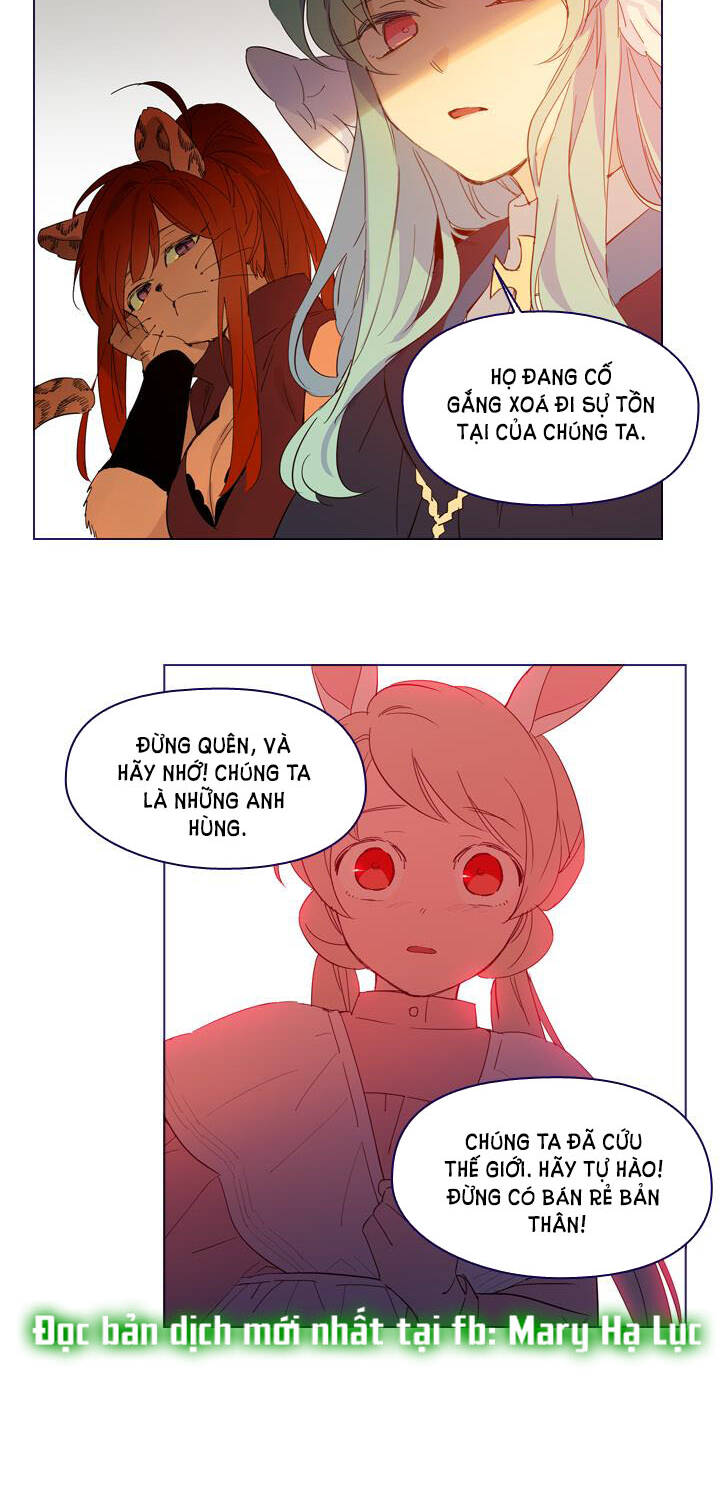 HỌ ĐANG CỐ
GẮNG XOÁ ĐI SỰ TỒN
TẠI CỦA CHÚNG TA.
ĐỪNG QUÊN, VÀ
HÃY NHỚ! CHÚNG TA
LÀ NHỮNG ANH
HÙNG.
CHÚNG TA ĐÃ CỨU
THẾ GIỚI. HÃY TỰ HÀO!
ĐỪNG CÓ BÁN RẺ BẢN
THÂN!
Đọc bản dịch mới nhất tại fb: Mary Hạ Lục